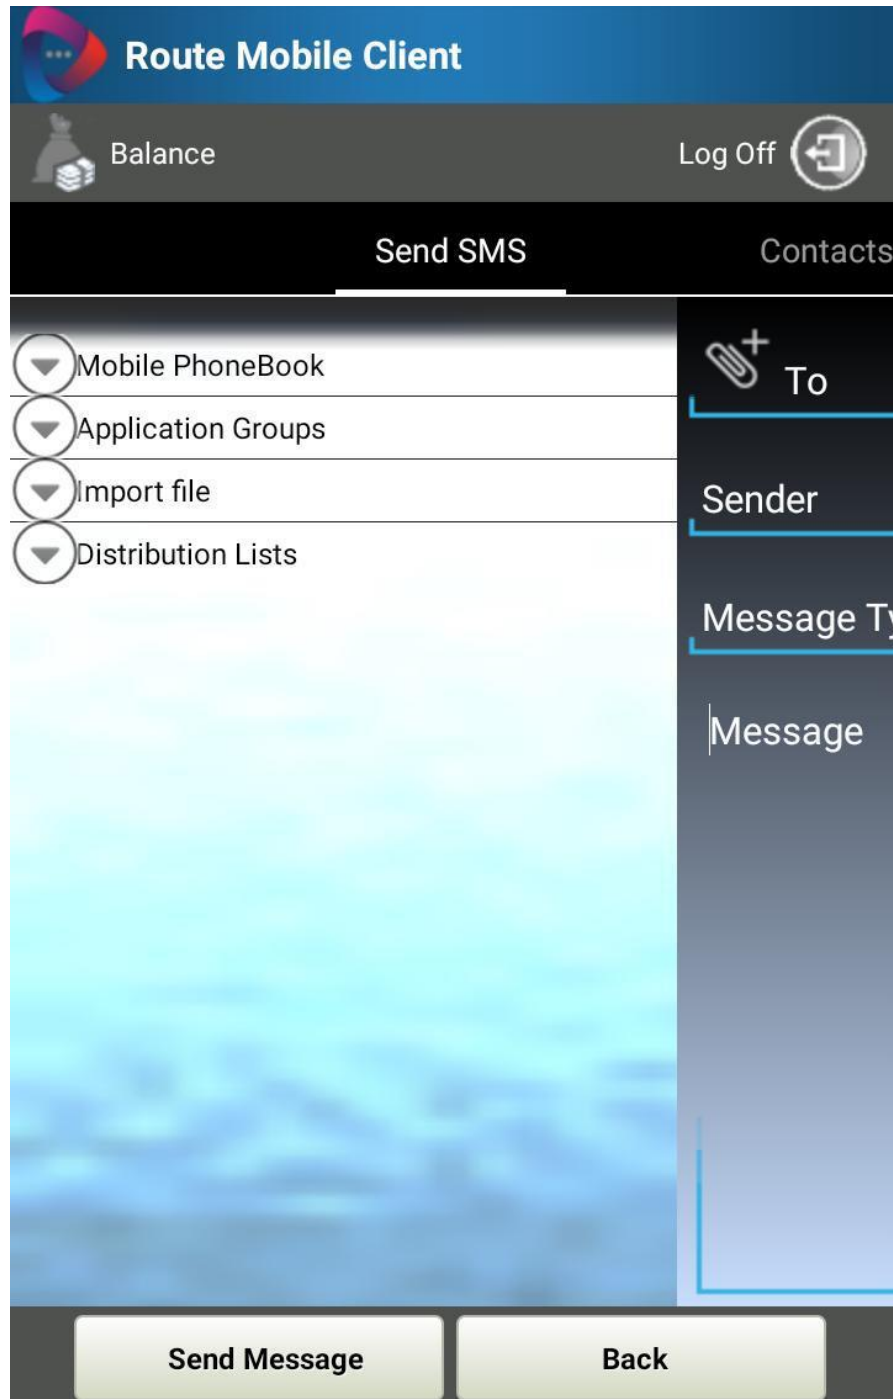 Route Mobile Client
Balance
Log Off
Send SMS
Contacts
Mobile PhoneBook
Application Groups
Import file
Distribution Lists
To
Sender
Message Ty
Message
Send Message
Back